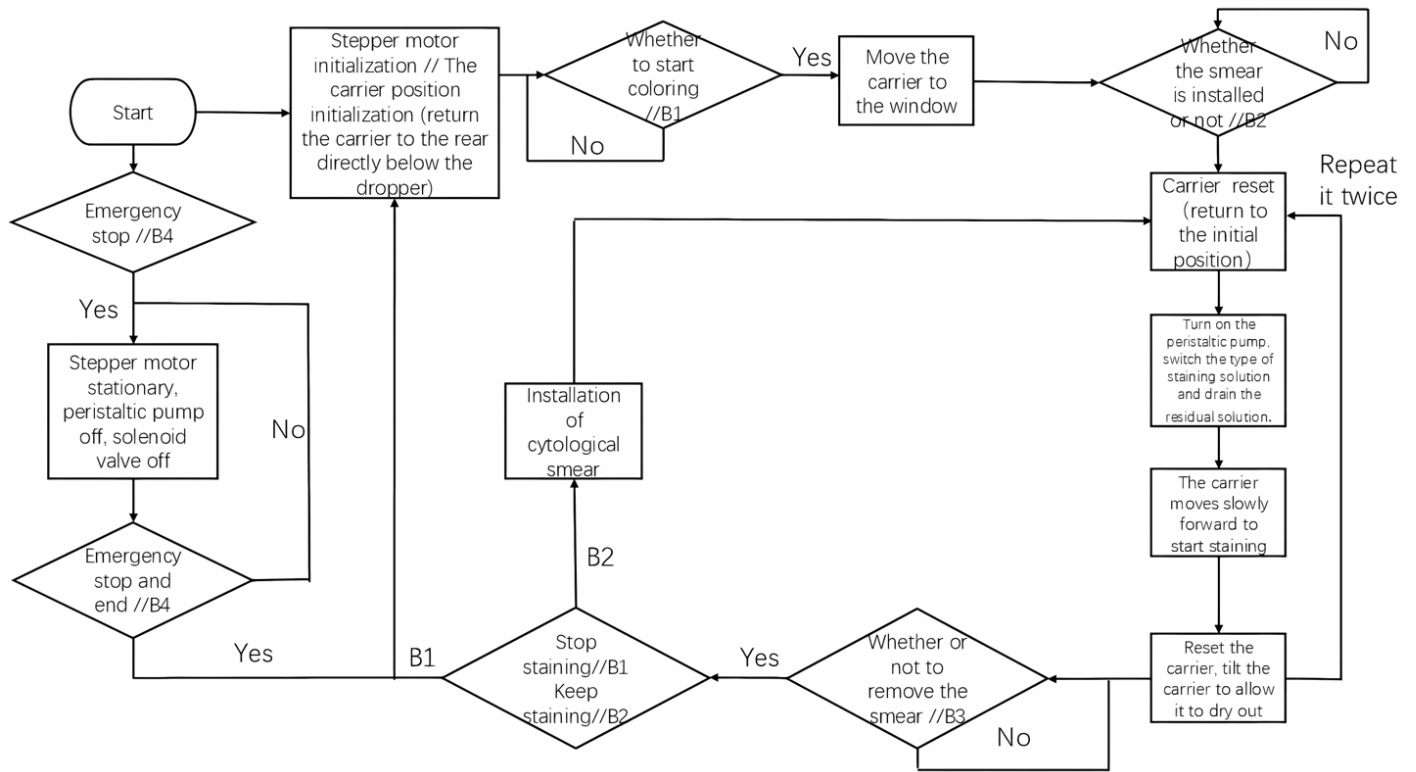 Start
Stepper motor
initialization // The
carrier position
initialization (return
the carrier to the rear
directly below the
dropper)
Whether
to start
coloring
//B1
No
Yes
Move the
carrier to
the window
Whether
the smear
is installed
or not //B2
No
Repeat
it twice
Carrier reset
(return to
the initial
position)
Turn on the
peristaltic pump,
switch the type of
staining solution
and drain the
residual solution.
The carrier
moves slowly
forward to
start staining
Reset the
carrier, tilt the
carrier to allow
it to dry out
Whether or
not to
remove the
smear //B3
No
Yes
Stop
staining//B1
Keep
staining//B2
B2
B1
Installation
of
cytological
smear
Emergency
stop //B4
Yes
Stepper motor
stationary,
peristaltic pump
off, solenoid
valve off
No
Emergency
stop and
end //B4
Yes